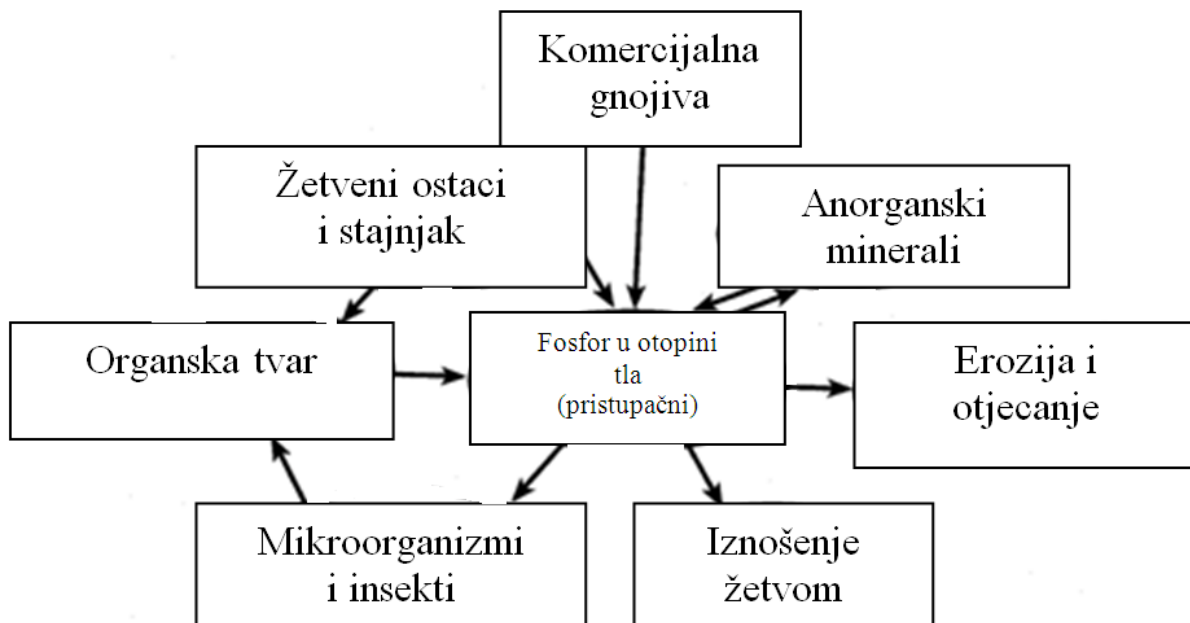 Komercijalna
gnojiva
Žetveni ostaci
i stajnjak
Anorganski
minerali
Organska tvar
Fosfor u otopini
tla
(pristupačni)
Erozija i
otjecanje
Mikroorganizmi
i insekti
Iznošenje
žetvom